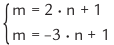 m = 2 · n + 1
m = –3 · n + 1